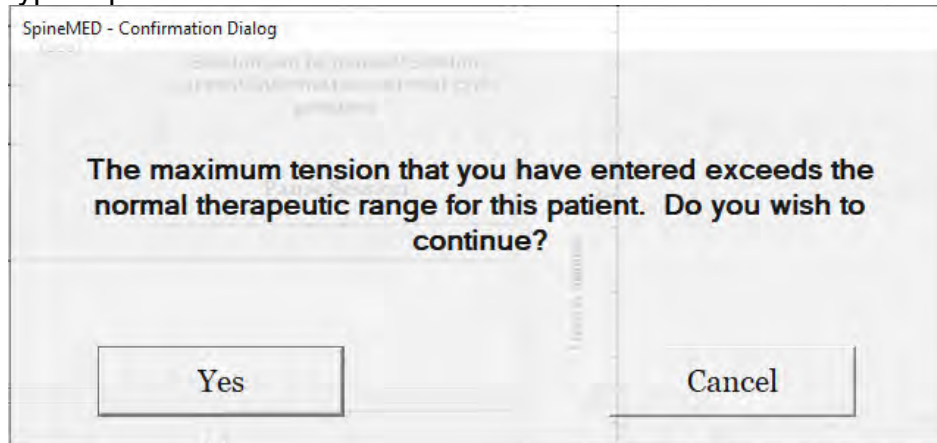 SpineMED - Confirmation Dialog
The maximum tension that you have entered exceeds the
normal therapeutic range for this patient. Do you wish to
continue?
Yes
Cancel